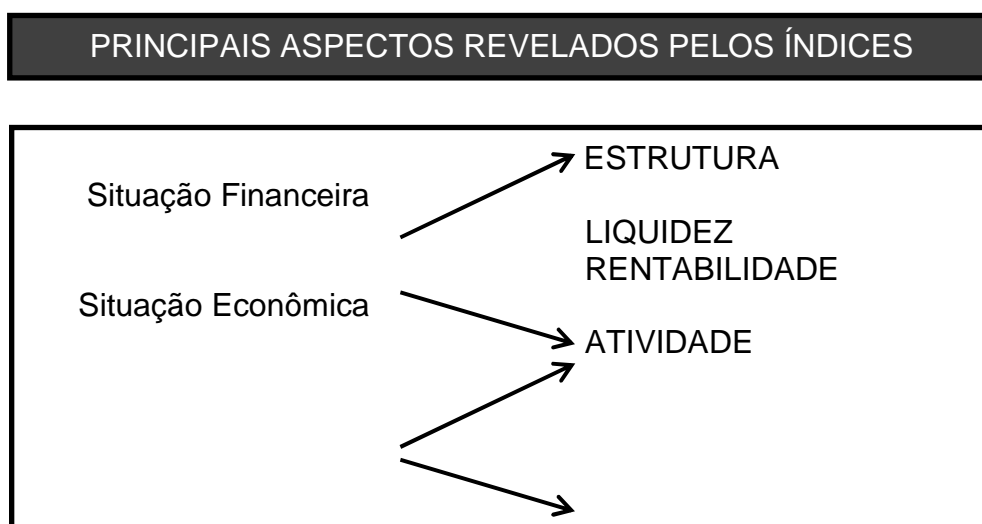 PRINCIPAIS ASPECTOS REVELADOS PELOS ÍNDICES
ESTRUTURA
Situação Financeira
LIQUIDEZ
RENTABILIDADE
Situação Econômica
ATIVIDADE